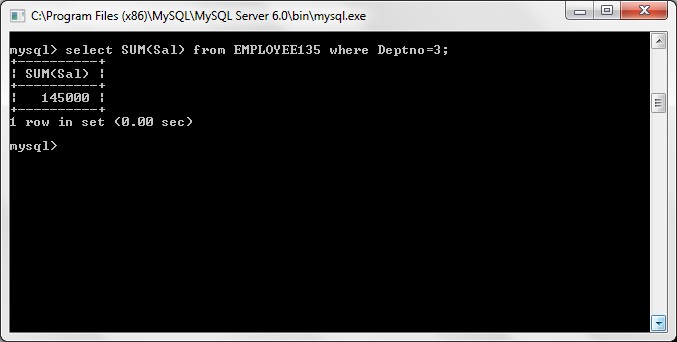 C:\Program Files (x86)\MySQL\MySQL Server 6.0\bin\mysql.exe
mysql> select SUM(Sal) from EMPLOYEE135 where Deptno=3;
+----------+
¦ SUM(Sal) ¦
+----------+
¦   145000 ¦
+----------+
1 row in set (0.00 sec)
mysql>